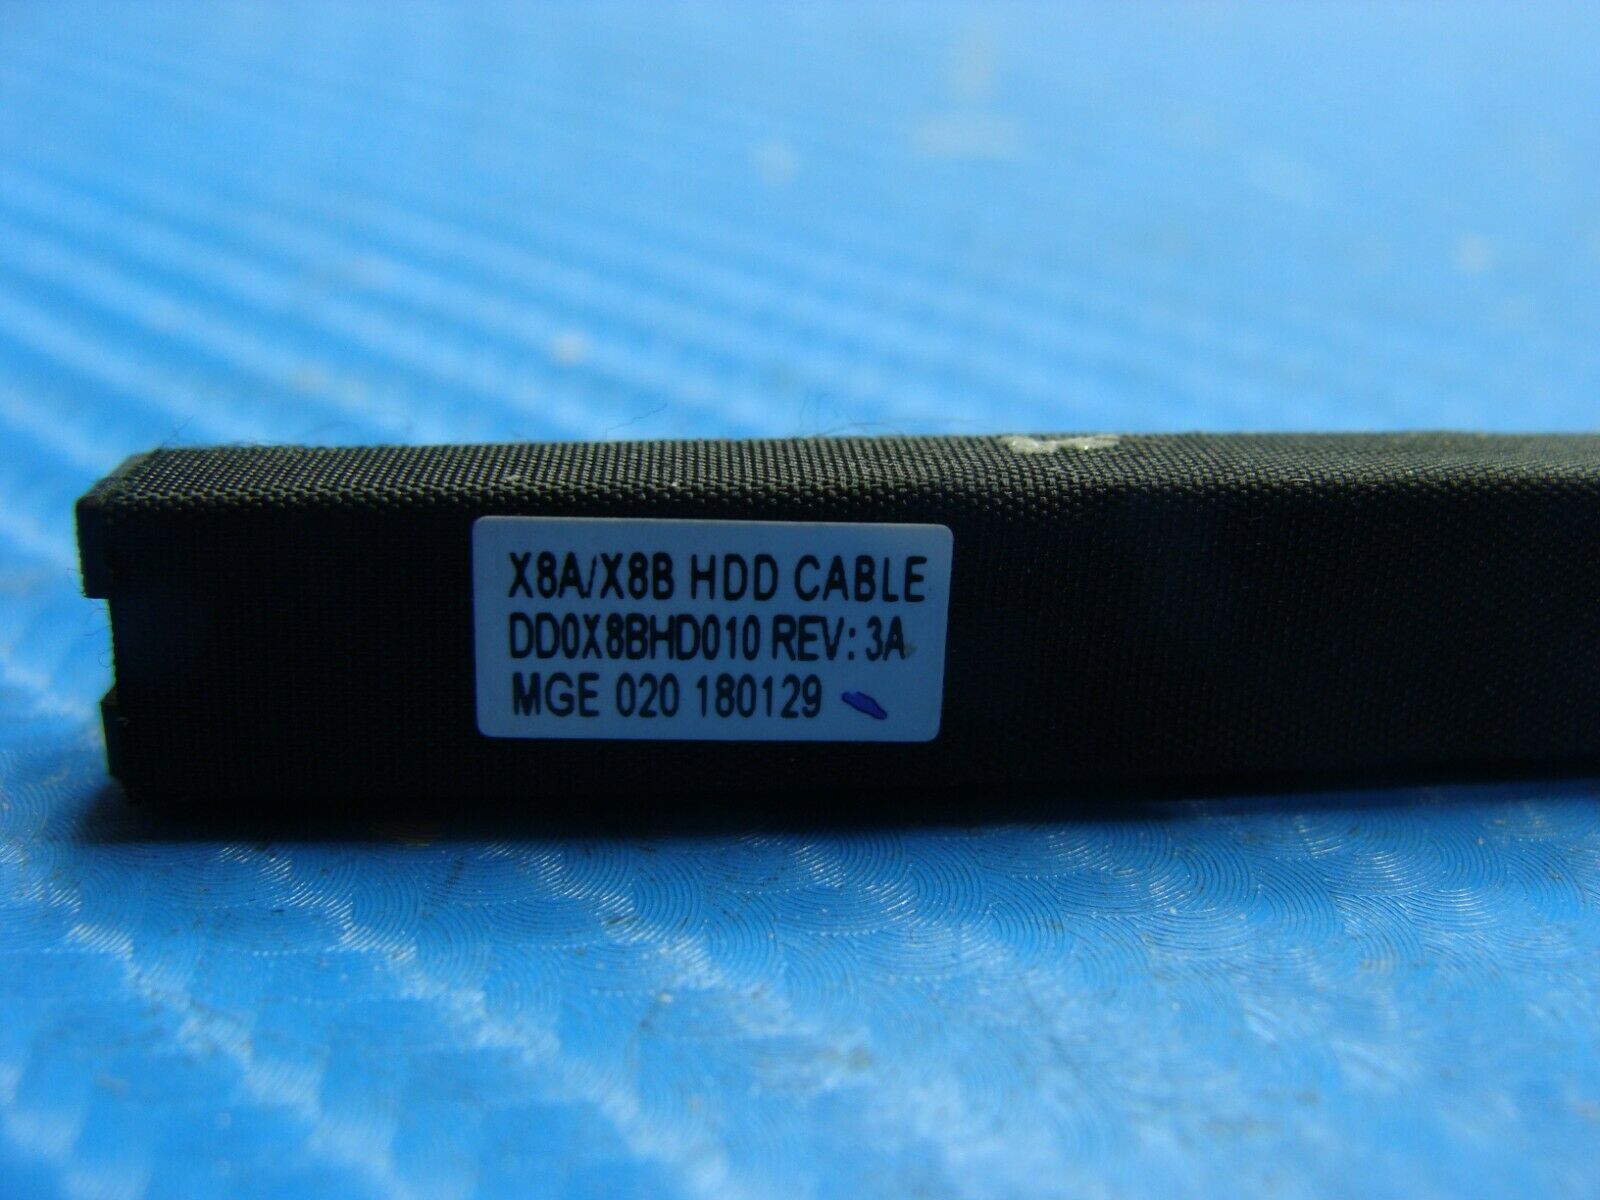 X8A/X8B HDD CABLE
DD0X8BHD010 REV: 3A
MGE 020 180129